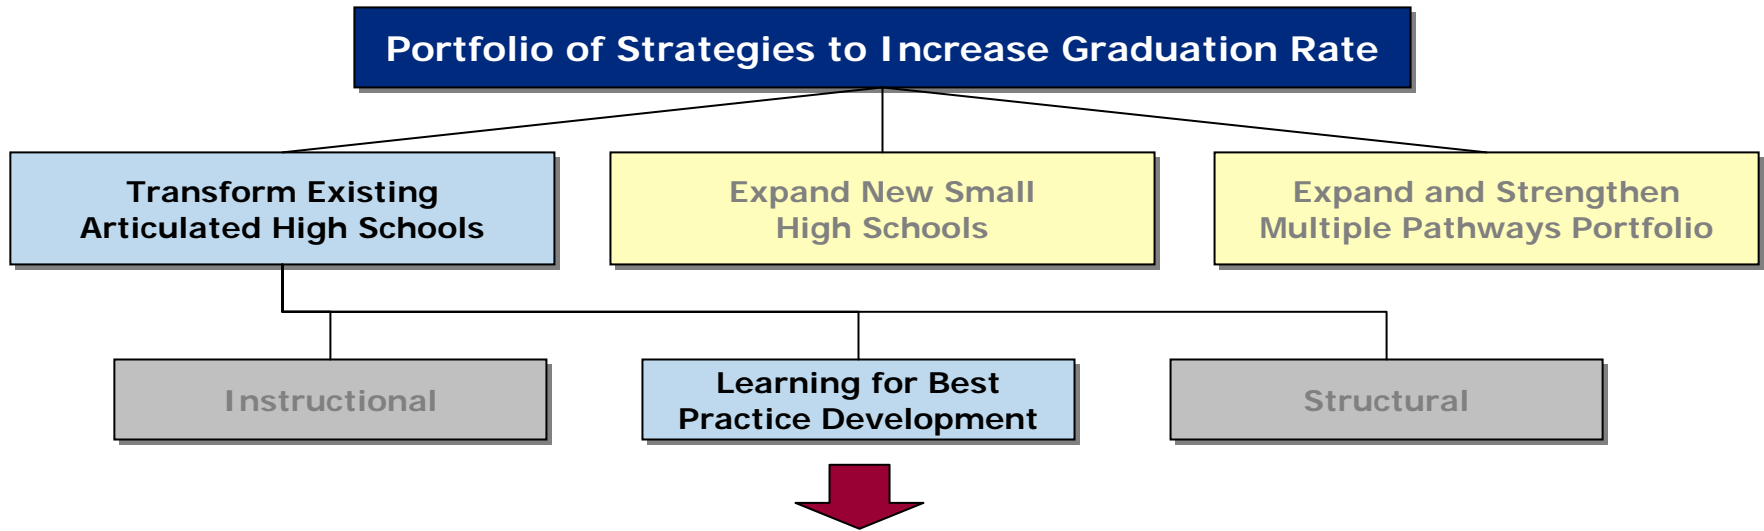 Portfolio of Strategies to Increase Graduation Rate
Transform Existing
Articulated High Schools
Expand New Small
High Schools
Expand and Strengthen
Multiple Pathways Portfolio
Instructional
Learning for Best
Practice Development
Structural